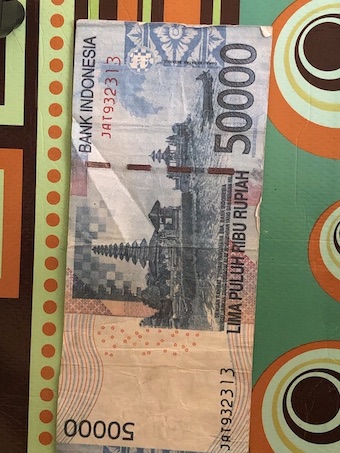 BANK INDONESIA
JAT932313
50000
LIMA PULUH RIBU RUPIAH
JAT932313
50000